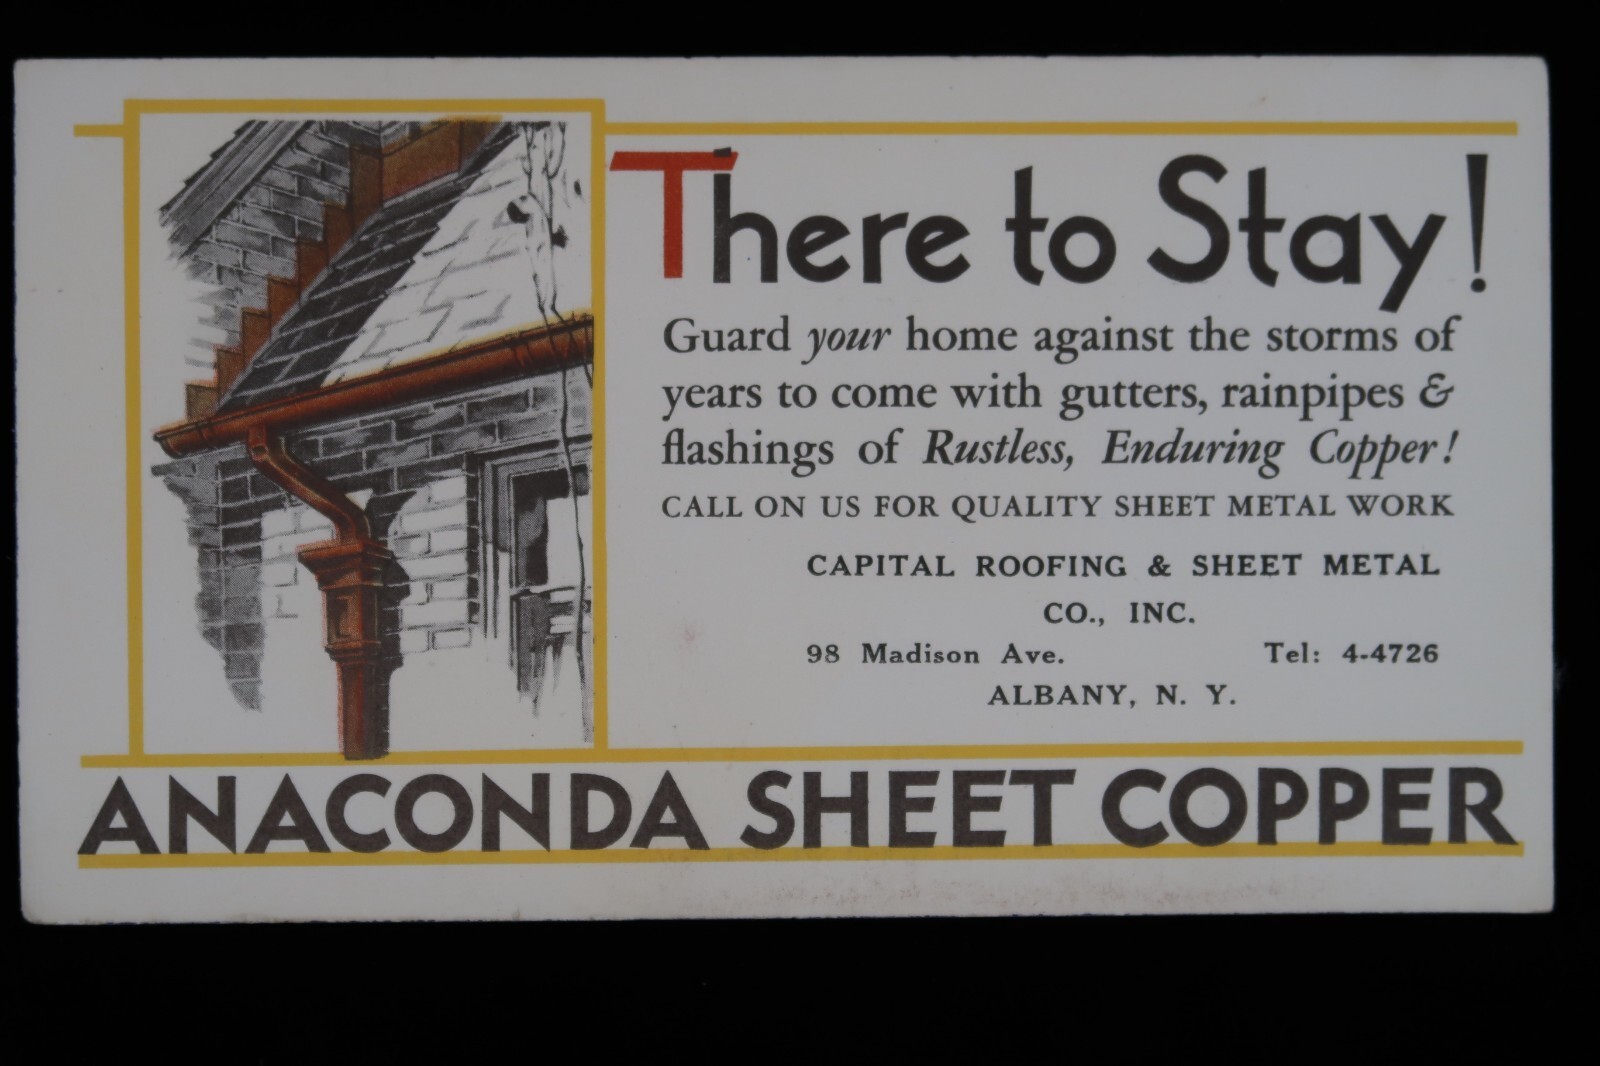 There to Stay!
Guard your home against the storms of
years to come with gutters, rainpipes &
flashings of Rustless, Enduring Copper!
CALL ON US FOR QUALITY SHEET METAL WORK
CAPITAL ROOFING & SHEET METAL
CO., INC.
98 Madison Ave. Tel: 4-4726
ALBANY, N. Y.
ANACONDA SHEET COPPER